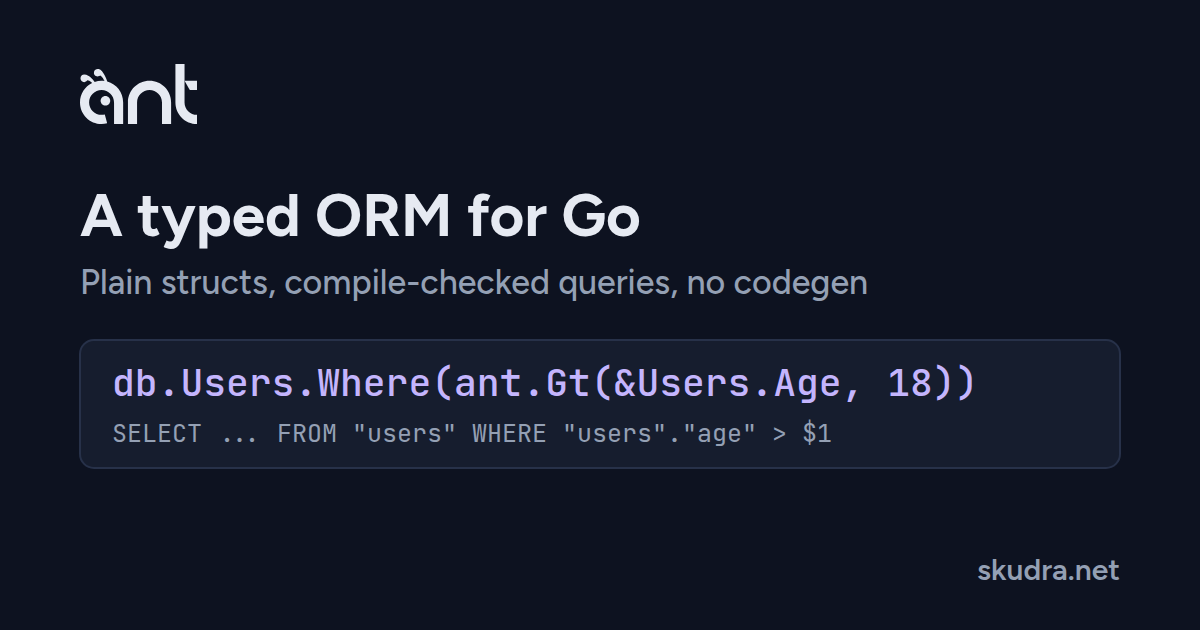 ant
A typed ORM for Go
Plain structs, compile-checked queries, no codegen
db.Users.Where(ant.Gt(&Users.Age, 18))
SELECT ... FROM "users" WHERE "users"."age" > $1
skudra.net